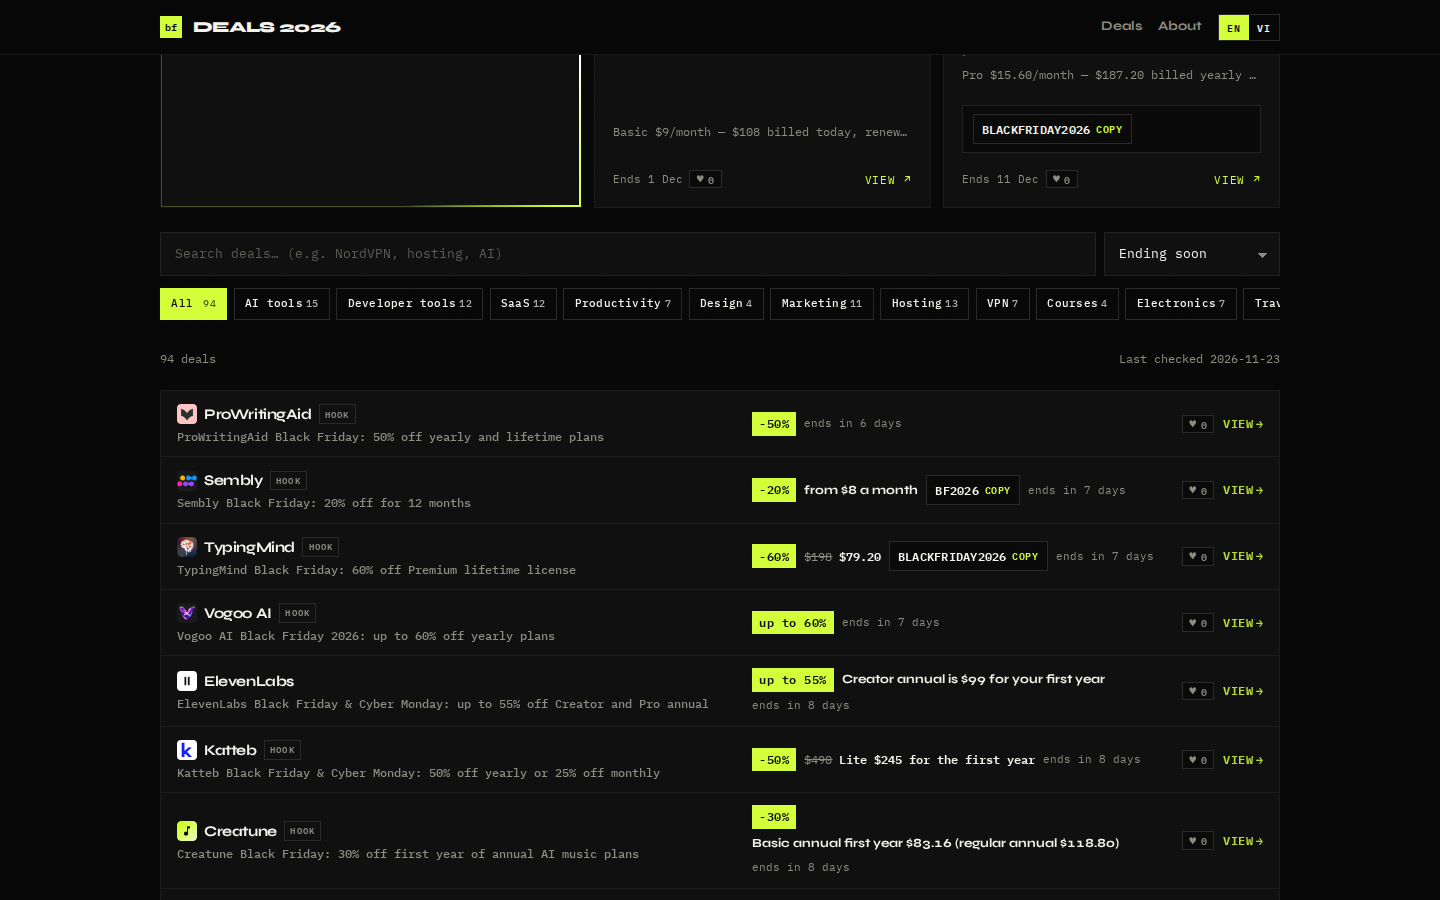 bf DEALS 2026 Deals About EN VI
Pro $15.60/month — $187.20 billed yearly …
Basic $9/month — $108 billed today, renew…
BLACKFRIDAY2026 COPY
Ends 1 Dec ♥ 0 VIEW ↗
Ends 11 Dec ♥ 0 VIEW ↗
Search deals… (e.g. NordVPN, hosting, AI) Ending soon
All 94 AI tools 15 Developer tools 12 SaaS 12 Productivity 7 Design 4 Marketing 11 Hosting 13 VPN 7 Courses 4 Electronics 7 Trav
94 deals Last checked 2026-11-23
ProWritingAid HOOK
ProWritingAid Black Friday: 50% off yearly and lifetime plans
-50% ends in 6 days ♥ 0 VIEW→
Sembly HOOK
Sembly Black Friday: 20% off for 12 months
-20% from $8 a month BF2026 COPY ends in 7 days ♥ 0 VIEW→
TypingMind HOOK
TypingMind Black Friday: 60% off Premium lifetime license
-60% $198 $79.20 BLACKFRIDAY2026 COPY ends in 7 days ♥ 0 VIEW→
Vogoo AI HOOK
Vogoo AI Black Friday 2026: up to 60% off yearly plans
up to 60% ends in 7 days ♥ 0 VIEW→
ElevenLabs
ElevenLabs Black Friday & Cyber Monday: up to 55% off Creator and Pro annual
up to 55% Creator annual is $99 for your first year
ends in 8 days ♥ 0 VIEW→
Katteb HOOK
Katteb Black Friday & Cyber Monday: 50% off yearly or 25% off monthly
-50% $490 Lite $245 for the first year ends in 8 days ♥ 0 VIEW→
Creatune HOOK
Creatune Black Friday: 30% off first year of annual AI music plans
-30%
Basic annual first year $83.16 (regular annual $118.80)
ends in 8 days ♥ 0 VIEW→